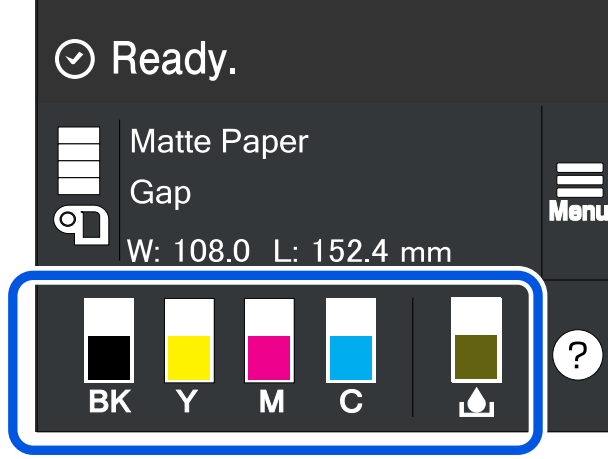 Ready.
Matte Paper
Gap
W: 108.0 L: 152.4 mm
Menu
BK Y M C
?